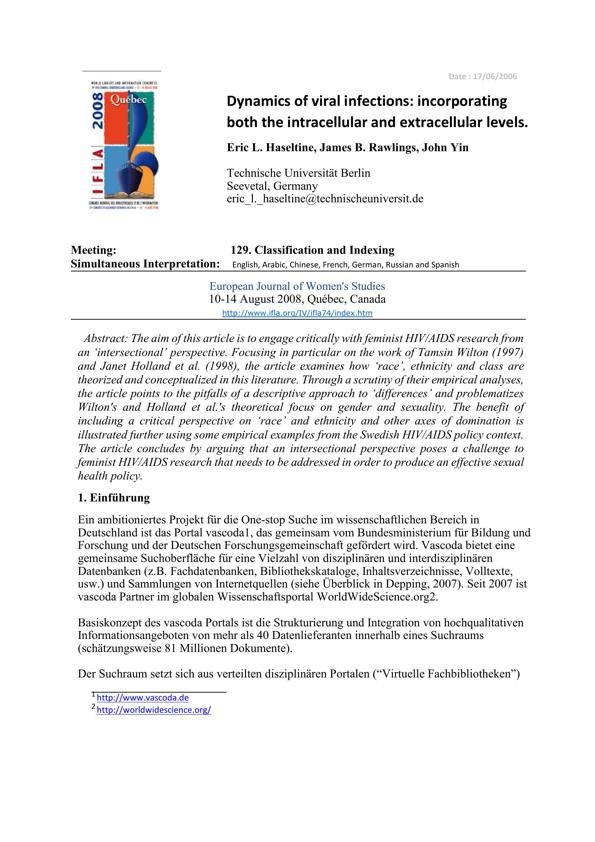 Date : 17/06/2006
WORLD LIBRARY AND INFORMATION CONGRESS:
Québec
IFLA 2008
Dynamics of viral infections: incorporating
both the intracellular and extracellular levels.
Eric L. Haseltine, James B. Rawlings, John Yin
Technische Universität Berlin
Seevetal, Germany
eric_l._haseltine@technischeuniversit.de
Meeting: 129. Classification and Indexing
Simultaneous Interpretation: English, Arabic, Chinese, French, German, Russian and Spanish
European Journal of Women's Studies
10-14 August 2008, Québec, Canada
http://www.ifla.org/IV/ifla74/index.htm
Abstract: The aim of this article is to engage critically with feminist HIV/AIDS research from
an ‘intersectional’ perspective. Focusing in particular on the work of Tamsin Wilton (1997)
and Janet Holland et al. (1998), the article examines how ‘race’, ethnicity and class are
theorized and conceptualized in this literature. Through a scrutiny of their empirical analyses,
the article points to the pitfalls of a descriptive approach to ‘differences’ and problematizes
Wilton's and Holland et al.'s theoretical focus on gender and sexuality. The benefit of
including a critical perspective on ‘race’ and ethnicity and other axes of domination is
illustrated further using some empirical examples from the Swedish HIV/AIDS policy context.
The article concludes by arguing that an intersectional perspective poses a challenge to
feminist HIV/AIDS research that needs to be addressed in order to produce an effective sexual
health policy.
1. Einführung
Ein ambitioniertes Projekt für die One-stop Suche im wissenschaftlichen Bereich in
Deutschland ist das Portal vascoda1, das gemeinsam vom Bundesministerium für Bildung und
Forschung und der Deutschen Forschungsgemeinschaft gefördert wird. Vascoda bietet eine
gemeinsame Suchoberfläche für eine Vielzahl von disziplinären und interdisziplinären
Datenbanken (z.B. Fachdatenbanken, Bibliothekskataloge, Inhaltsverzeichnisse, Volltexte,
usw.) und Sammlungen von Internetquellen (siehe Überblick in Depping, 2007). Seit 2007 ist
vascoda Partner im globalen Wissenschaftsportal WorldWideScience.org2.
Basiskonzept des vascoda Portals ist die Strukturierung und Integration von hochqualitativen
Informationsangeboten von mehr als 40 Datenlieferanten innerhalb eines Suchraums
(schätzungsweise 81 Millionen Dokumente).
Der Suchraum setzt sich aus verteilten disziplinären Portalen (“Virtuelle Fachbibliotheken”)
1 http://www.vascoda.de
2 http://worldwidescience.org/